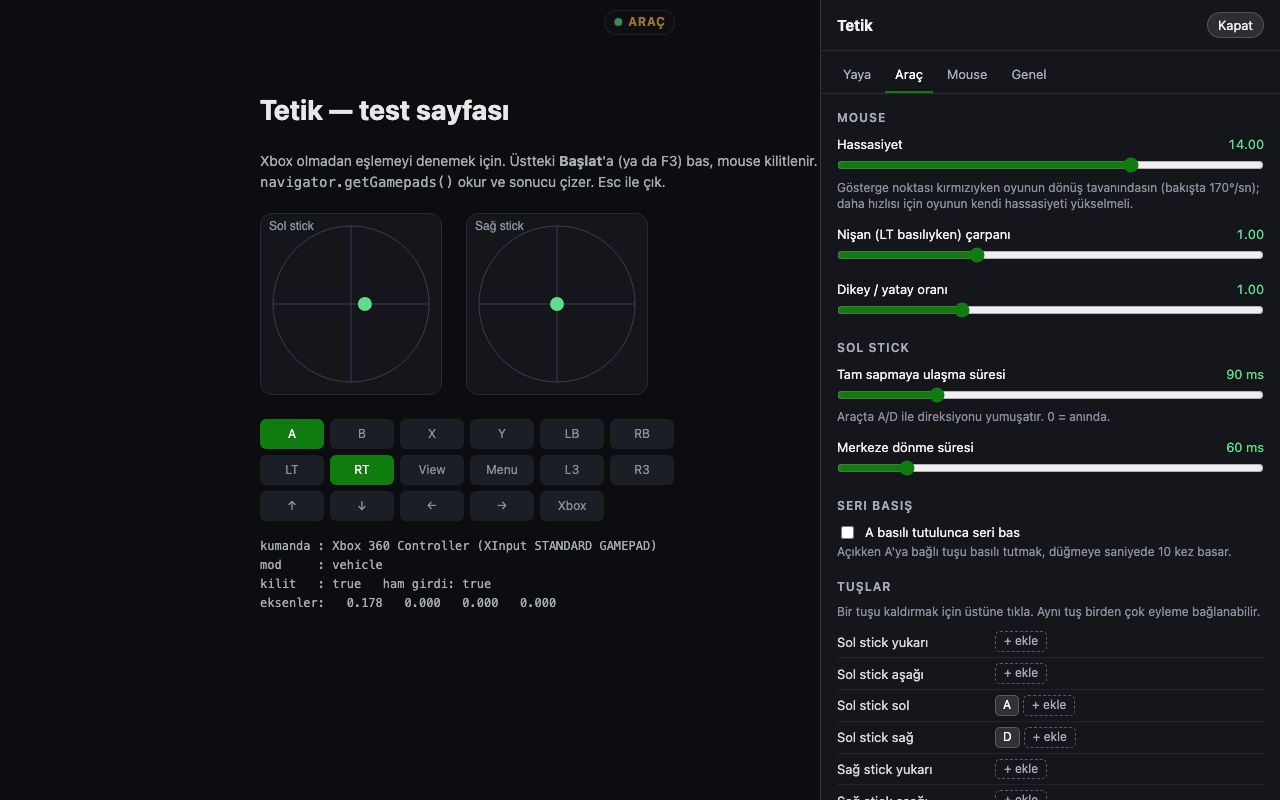 ARAÇ
Tetik — test sayfası
Xbox olmadan eşlemeyi denemek için. Üstteki Başlat'a (ya da F3) bas, mouse kilitlenir.
navigator.getGamepads() okur ve sonucu çizer. Esc ile çık.
Sol stick
Sağ stick
A B X Y LB RB
LT RT View Menu L3 R3
↑ ↓ ← → Xbox
kumanda : Xbox 360 Controller (XInput STANDARD GAMEPAD)
mod : vehicle
kilit : true ham girdi: true
eksenler: 0.178 0.000 0.000 0.000
Tetik
Kapat
Yaya Araç Mouse Genel
MOUSE
Hassasiyet 14.00
Gösterge noktası kırmızıyken oyunun dönüş tavanındasın (bakışta 170°/sn);
daha hızlısı için oyunun kendi hassasiyeti yükselmeli.
Nişan (LT basılıyken) çarpanı 1.00
Dikey / yatay oranı 1.00
SOL STICK
Tam sapmaya ulaşma süresi 90 ms
Araçta A/D ile direksiyonu yumuşatır. 0 = anında.
Merkeze dönme süresi 60 ms
SERI BASIŞ
A basılı tutulunca seri bas
Açıkken A'ya bağlı tuşu basılı tutmak, düğmeye saniyede 10 kez basar.
TUŞLAR
Bir tuşu kaldırmak için üstüne tıkla. Aynı tuş birden çok eyleme bağlanabilir.
Sol stick yukarı + ekle
Sol stick aşağı + ekle
Sol stick sol A + ekle
Sol stick sağ D + ekle
Sağ stick yukarı + ekle
Sağ stick aşağı + ekle